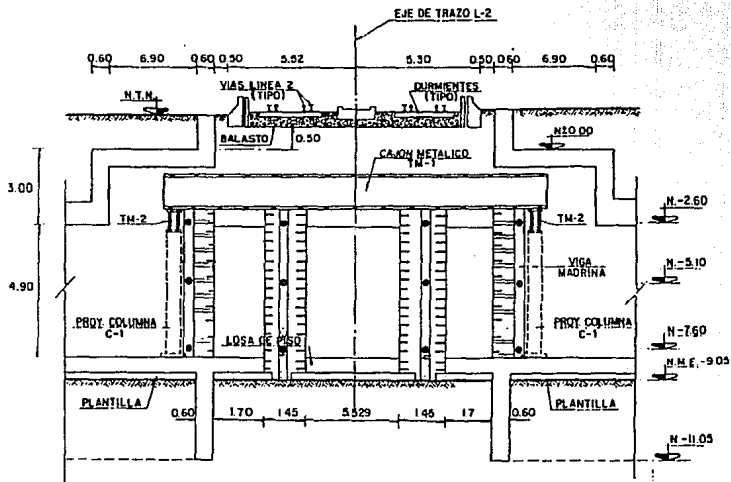 EJE DE TRAZO L-2
0.60 6.90 0.60 0.50 5.52 5.30 0.50 0.60 6.90 0.60
N.T.N.
VIAS LINEA 2
(TIPO)
DURMIENTES
(TIPO)
BALASTO
0.50
N±0.00
CAJON METALICO
TM-1
3.00
TM-2
TM-2
N.-2.60
4.90
VIGA
MADRINA
N.-5.10
PROY. COLUMNA
C-1
LOSA DE PISO
PROY. COLUMNA
C-1
N.-7.60
N.M.E.-9.05
PLANTILLA
PLANTILLA
0.60 1.70 1.45 5.529 1.45 1.7 0.60
N-11.05